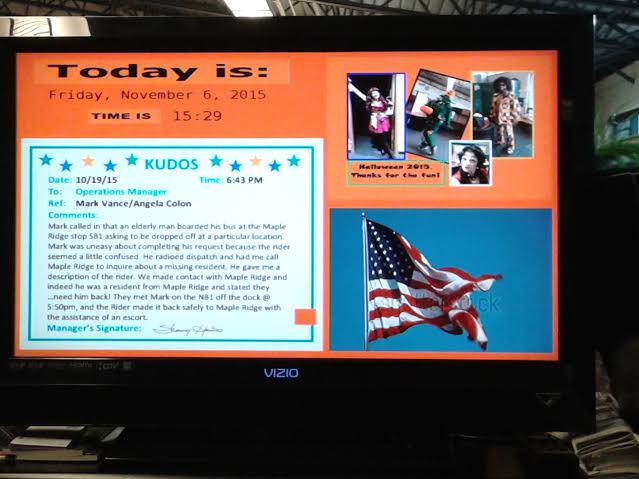 Today is:
Friday, November 6, 2015
TIME IS 15:29
KUDOS
Date: 10/19/15 Time: 6:43 PM
To: Operations Manager
Ref: Mark Vance/Angela Colon
Comments:
Mark called in that an elderly man boarded his bus at the Maple
Ridge stop SB1 asking to be dropped off at a particular location.
Mark was uneasy about completing his request because the rider
seemed a little confused. He radioed dispatch and had me call
Maple Ridge to inquire about a missing resident. He gave me a
description of the rider. We made contact with Maple Ridge and
indeed he was a resident from Maple Ridge and stated they
...need him back! They met Mark on the NB1 off the dock @
5:50pm, and the Rider made it back safely to Maple Ridge with
the assistance of an escort.
Manager's Signature:
Halloween 2015.
Thanks for the fun!
VIZIO